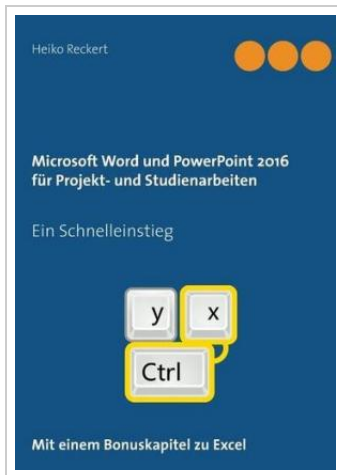 Heiko Reckert
Microsoft Word und PowerPoint 2016
für Projekt- und Studienarbeiten
Ein Schnelleinstieg
y x
Ctrl
Mit einem Bonuskapitel zu Excel